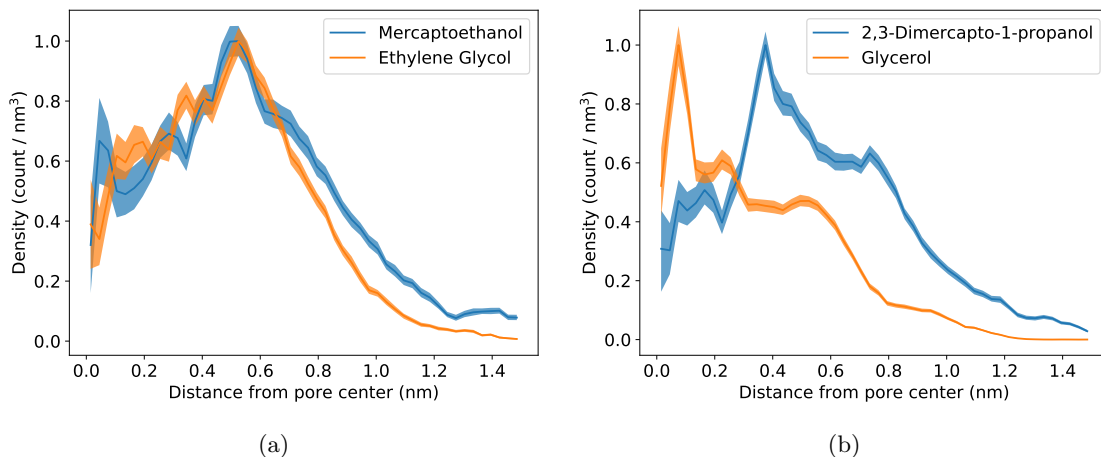 Mercaptoethanol
Ethylene Glycol
Density (count / nm³)
1.0
0.8
0.6
0.4
0.2
0.0
0.0 0.2 0.4 0.6 0.8 1.0 1.2 1.4
Distance from pore center (nm)
(a)
2,3-Dimercapto-1-propanol
Glycerol
Density (count / nm³)
1.0
0.8
0.6
0.4
0.2
0.0
0.0 0.2 0.4 0.6 0.8 1.0 1.2 1.4
Distance from pore center (nm)
(b)